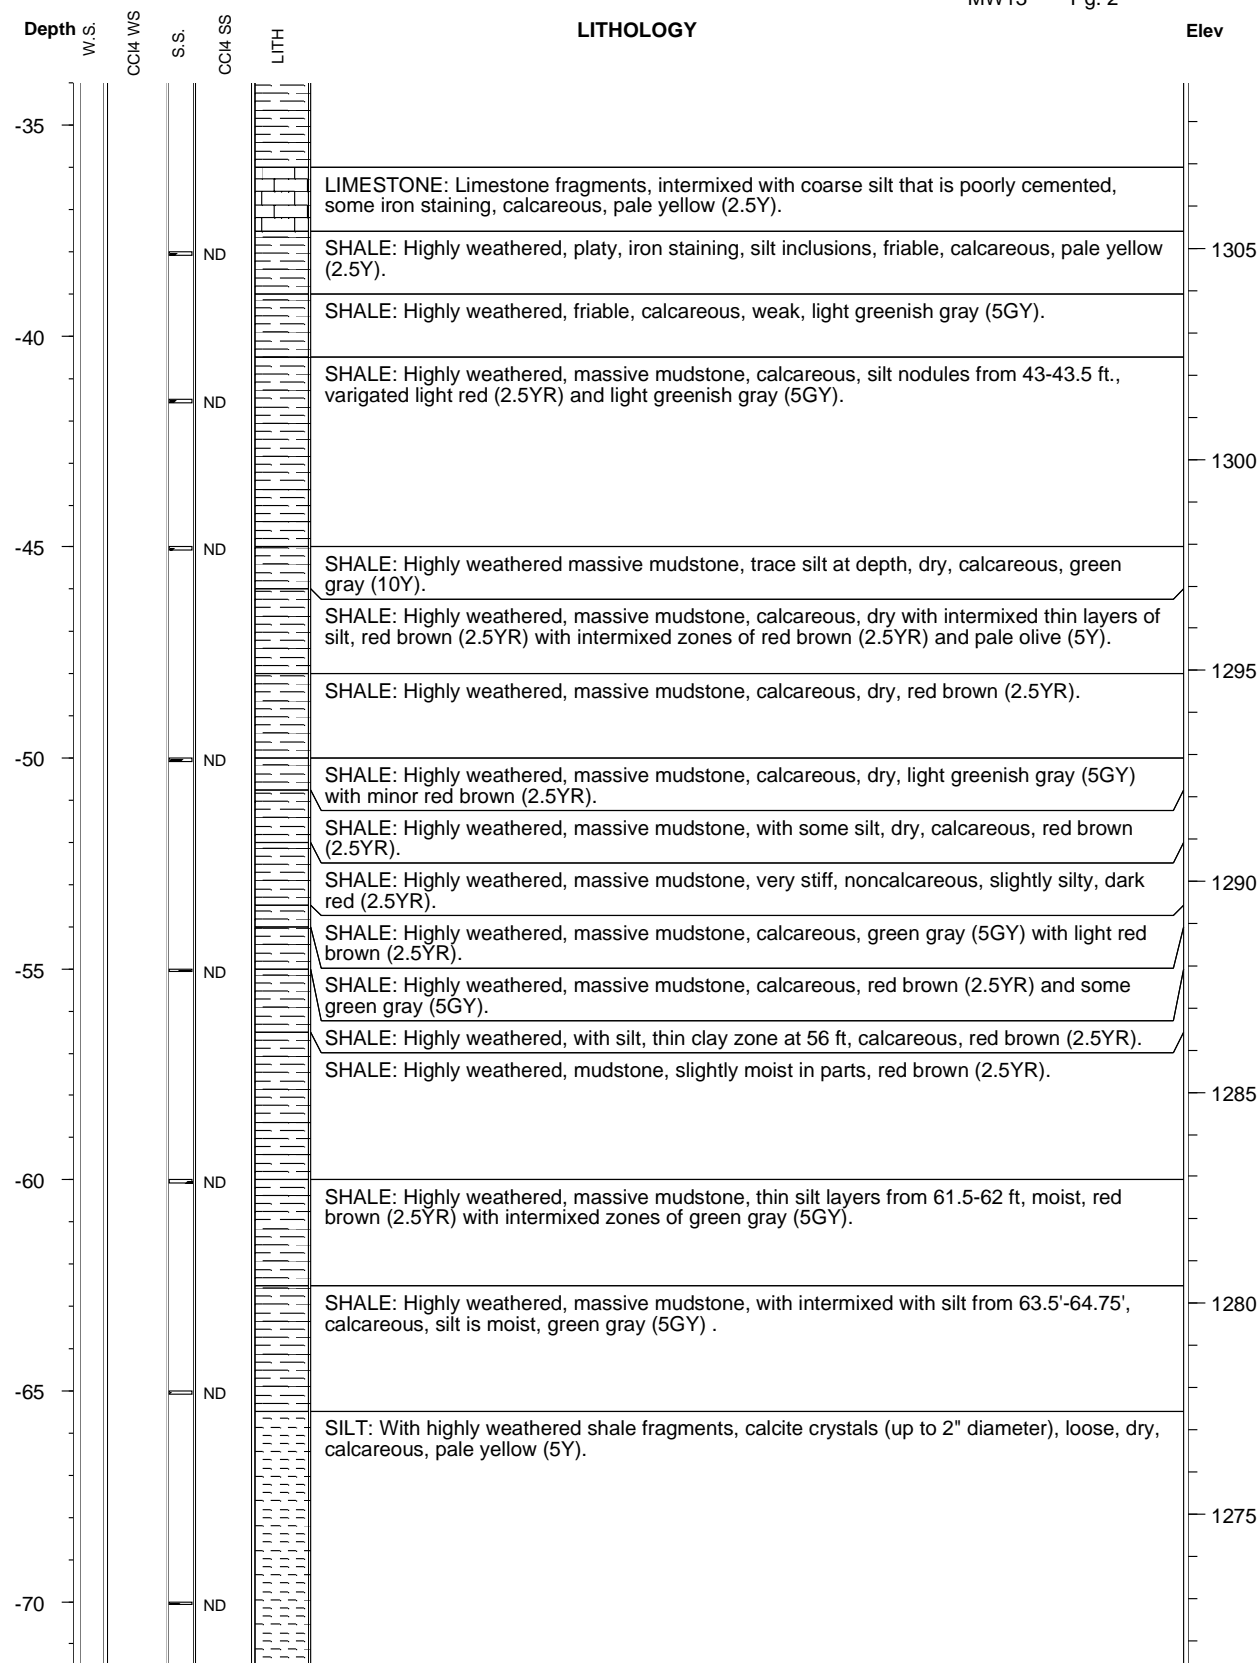 MW15 Pg. 2
Depth W.S. CCl4 WS S.S. CCl4 SS LITH LITHOLOGY Elev
-35
LIMESTONE: Limestone fragments, intermixed with coarse silt that is poorly cemented,
some iron staining, calcareous, pale yellow (2.5Y).
ND SHALE: Highly weathered, platy, iron staining, silt inclusions, friable, calcareous, pale yellow 1305
(2.5Y).
SHALE: Highly weathered, friable, calcareous, weak, light greenish gray (5GY).
-40
SHALE: Highly weathered, massive mudstone, calcareous, silt nodules from 43-43.5 ft.,
ND varigated light red (2.5YR) and light greenish gray (5GY).
1300
-45 ND
SHALE: Highly weathered massive mudstone, trace silt at depth, dry, calcareous, green
gray (10Y).
SHALE: Highly weathered, massive mudstone, calcareous, dry with intermixed thin layers of
silt, red brown (2.5YR) with intermixed zones of red brown (2.5YR) and pale olive (5Y).
1295
SHALE: Highly weathered, massive mudstone, calcareous, dry, red brown (2.5YR).
-50 ND
SHALE: Highly weathered, massive mudstone, calcareous, dry, light greenish gray (5GY)
with minor red brown (2.5YR).
SHALE: Highly weathered, massive mudstone, with some silt, dry, calcareous, red brown
(2.5YR).
SHALE: Highly weathered, massive mudstone, very stiff, noncalcareous, slightly silty, dark 1290
red (2.5YR).
SHALE: Highly weathered, massive mudstone, calcareous, green gray (5GY) with light red
brown (2.5YR).
-55 ND
SHALE: Highly weathered, massive mudstone, calcareous, red brown (2.5YR) and some
green gray (5GY).
SHALE: Highly weathered, with silt, thin clay zone at 56 ft, calcareous, red brown (2.5YR).
SHALE: Highly weathered, mudstone, slightly moist in parts, red brown (2.5YR).
1285
-60 ND
SHALE: Highly weathered, massive mudstone, thin silt layers from 61.5-62 ft, moist, red
brown (2.5YR) with intermixed zones of green gray (5GY).
SHALE: Highly weathered, massive mudstone, with intermixed with silt from 63.5'-64.75', 1280
calcareous, silt is moist, green gray (5GY) .
-65 ND
SILT: With highly weathered shale fragments, calcite crystals (up to 2" diameter), loose, dry,
calcareous, pale yellow (5Y).
1275
-70 ND